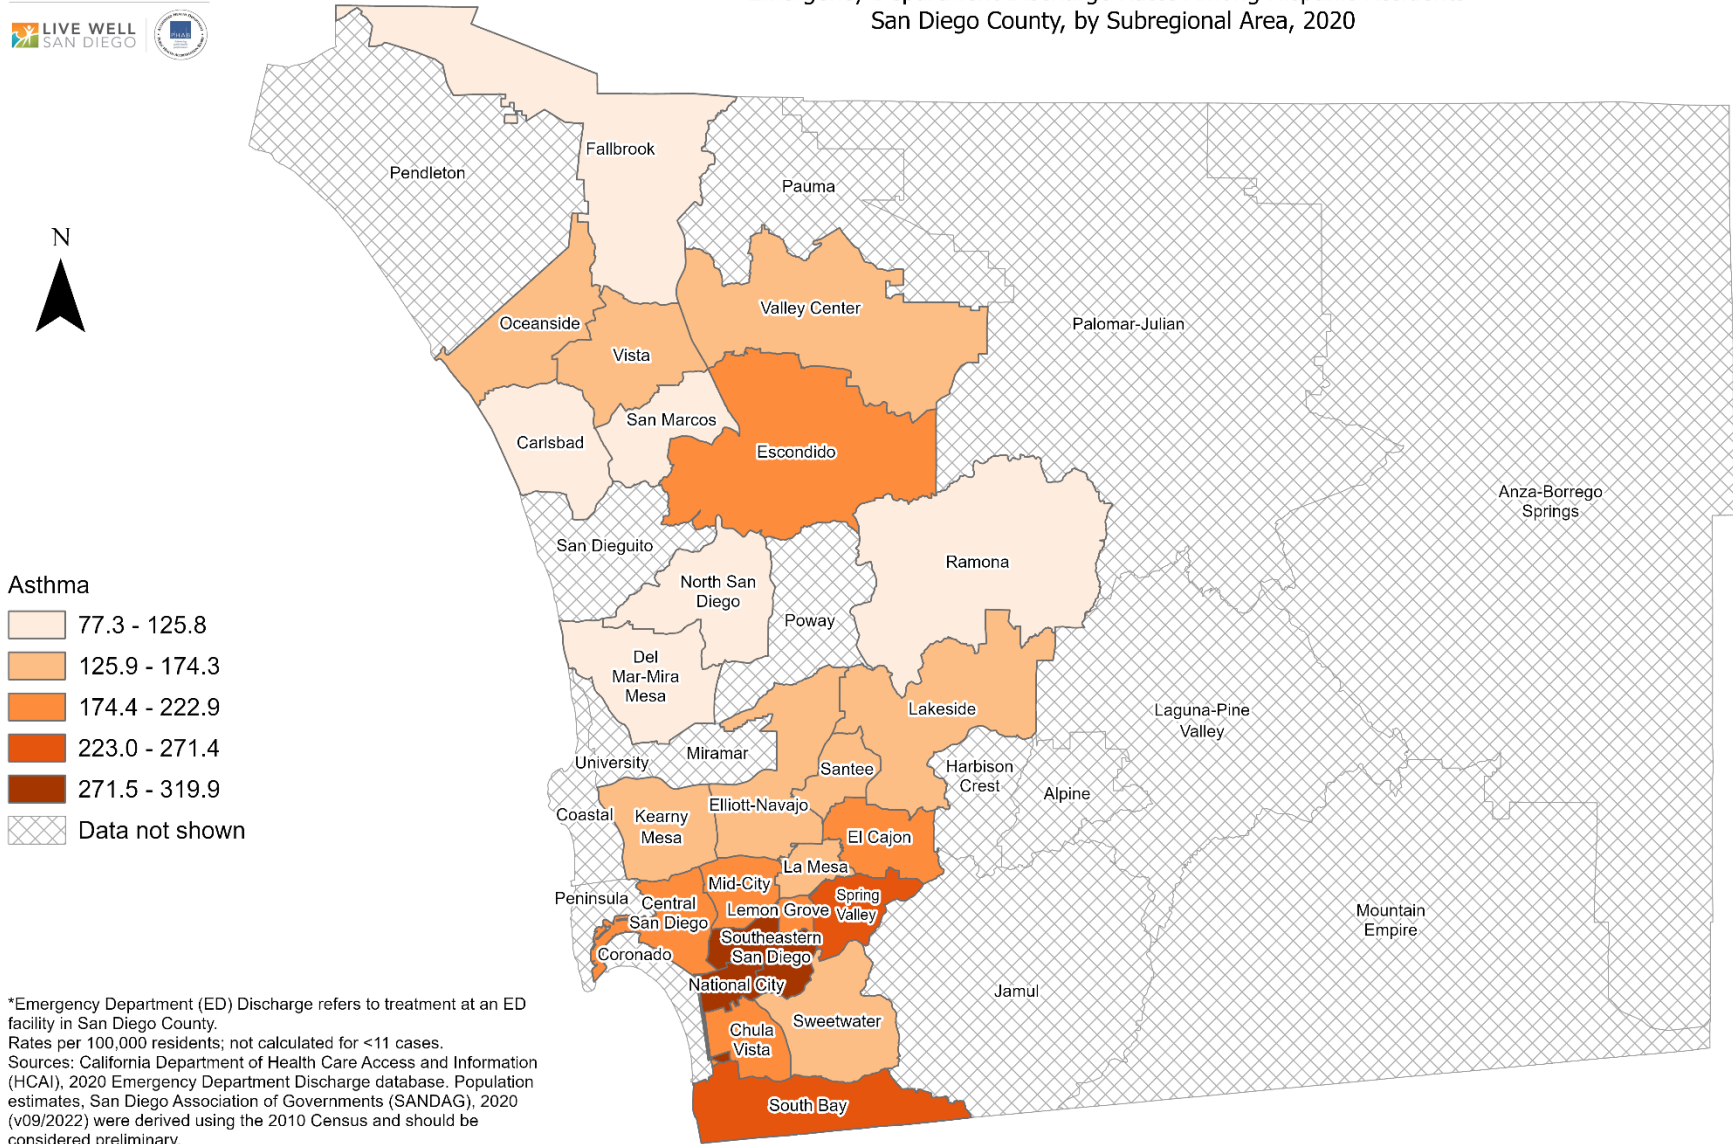 LIVE WELL
SAN DIEGO
PHAB
San Diego County, by Subregional Area, 2020
Fallbrook
Pendleton
Pauma
N
Valley Center
Oceanside
Palomar-Julian
Vista
San Marcos
Carlsbad
Escondido
Anza-Borrego
Springs
San Dieguito
Ramona
North San
Diego
Poway
Del
Mar-Mira
Mesa
Lakeside
Laguna-Pine
Valley
Miramar
University
Santee
Harbison
Crest
Alpine
Elliott-Navajo
Coastal
Kearny
Mesa
El Cajon
La Mesa
Mid-City
Peninsula
Central
San Diego
Spring
Valley
Lemon Grove
Mountain
Empire
Southeastern
San Diego
Coronado
National City
Jamul
Sweetwater
Chula
Vista
South Bay
Asthma
77.3 - 125.8
125.9 - 174.3
174.4 - 222.9
223.0 - 271.4
271.5 - 319.9
Data not shown
*Emergency Department (ED) Discharge refers to treatment at an ED
facility in San Diego County.
Rates per 100,000 residents; not calculated for <11 cases.
Sources: California Department of Health Care Access and Information
(HCAI), 2020 Emergency Department Discharge database. Population
estimates, San Diego Association of Governments (SANDAG), 2020
(v09/2022) were derived using the 2010 Census and should be
considered preliminary.